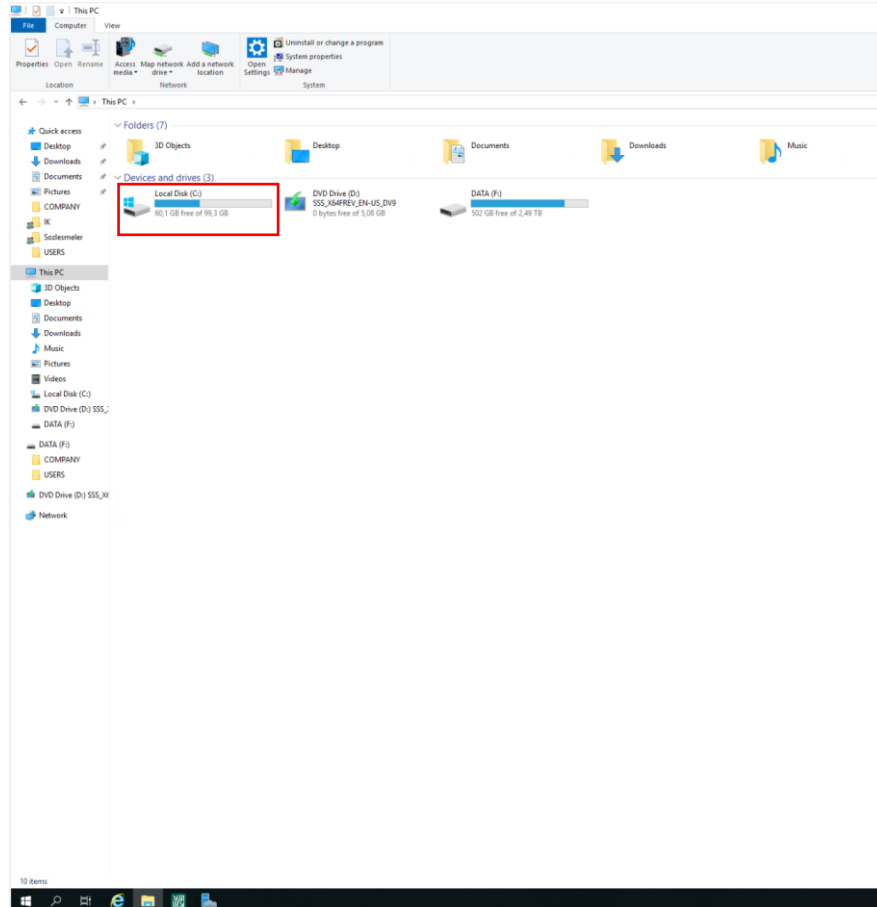 This PC
File Computer View
Properties Open Rename
Access media Map network drive Add a network location
Open Settings
Uninstall or change a program
System properties
Manage
Location Network System
This PC
Quick access
Desktop
Downloads
Documents
Pictures
COMPANY
IK
Sozlesmeler
USERS
This PC
3D Objects
Desktop
Documents
Downloads
Music
Pictures
Videos
Local Disk (C:)
DVD Drive (D:) SSS_X
DATA (F:)
DATA (F:)
COMPANY
USERS
DVD Drive (D:) SSS_X6
Network
Folders (7)
3D Objects
Desktop
Documents
Downloads
Music
Devices and drives (3)
Local Disk (C:)
60,1 GB free of 99,3 GB
DVD Drive (D:)
SSS_X64FREV_EN-US_DV9
0 bytes free of 5,08 GB
DATA (F:)
502 GB free of 2,49 TB
10 items